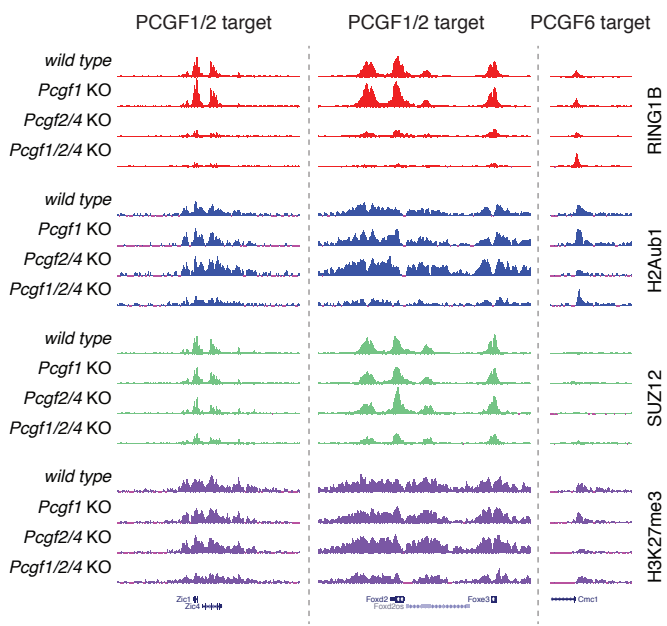 PCGF1/2 target PCGF1/2 target PCGF6 target
wild type
Pcgf1 KO
Pcgf2/4 KO
Pcgf1/2/4 KO
RING1B
wild type
Pcgf1 KO
Pcgf2/4 KO
Pcgf1/2/4 KO
H2Aub1
wild type
Pcgf1 KO
Pcgf2/4 KO
Pcgf1/2/4 KO
SUZ12
wild type
Pcgf1 KO
Pcgf2/4 KO
Pcgf1/2/4 KO
H3K27me3
Zic1 Foxd2 Foxe3 Cmc1
Zic4 Foxd2os